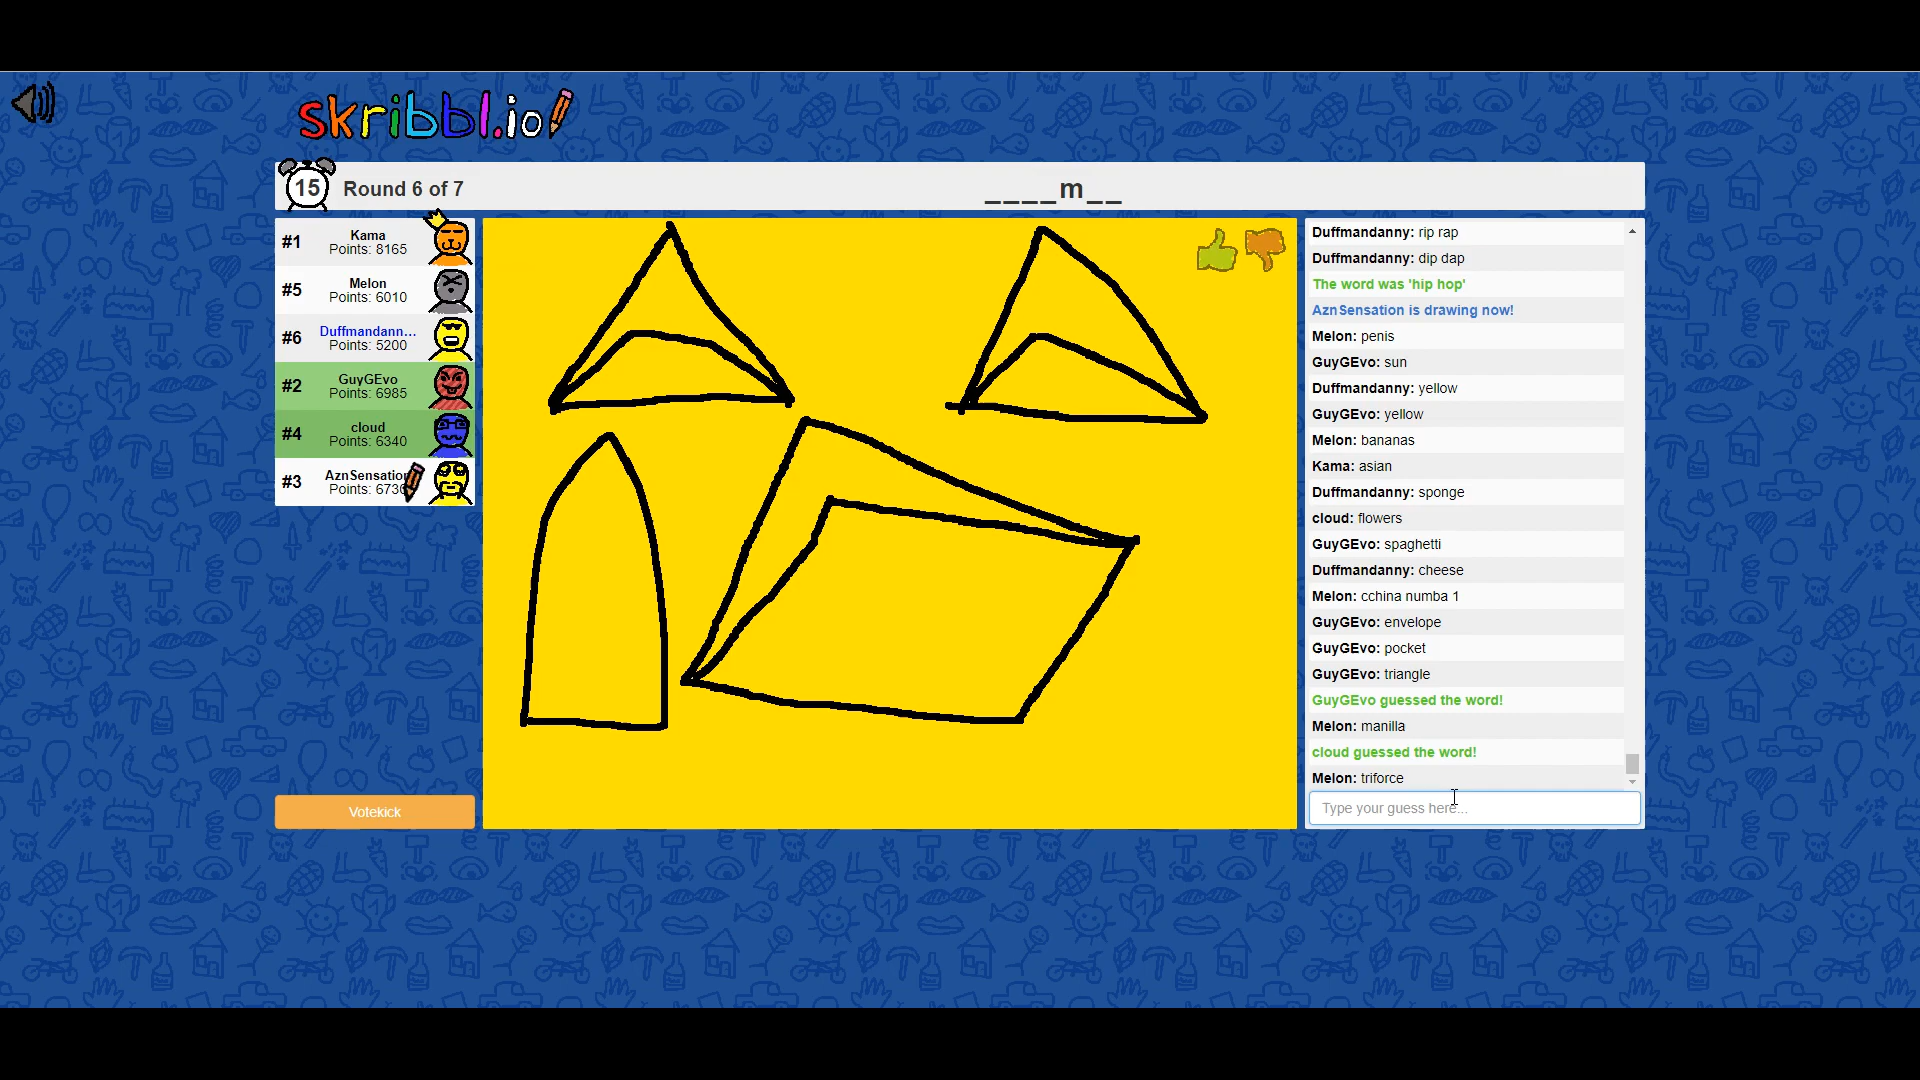 skribbl.io
15
Round 6 of 7
____m__
#1 Kama
Points: 8165
#5 Melon
Points: 6010
#6 Duffmandann...
Points: 5200
#2 GuyGEvo
Points: 6985
#4 cloud
Points: 6340
#3 AznSensation
Points: 6736
Votekick
Duffmandanny: rip rap
Duffmandanny: dip dap
The word was 'hip hop'
AznSensation is drawing now!
Melon: penis
GuyGEvo: sun
Duffmandanny: yellow
GuyGEvo: yellow
Melon: bananas
Kama: asian
Duffmandanny: sponge
cloud: flowers
GuyGEvo: spaghetti
Duffmandanny: cheese
Melon: cchina numba 1
GuyGEvo: envelope
GuyGEvo: pocket
GuyGEvo: triangle
GuyGEvo guessed the word!
Melon: manilla
cloud guessed the word!
Melon: triforce
Type your guess here...